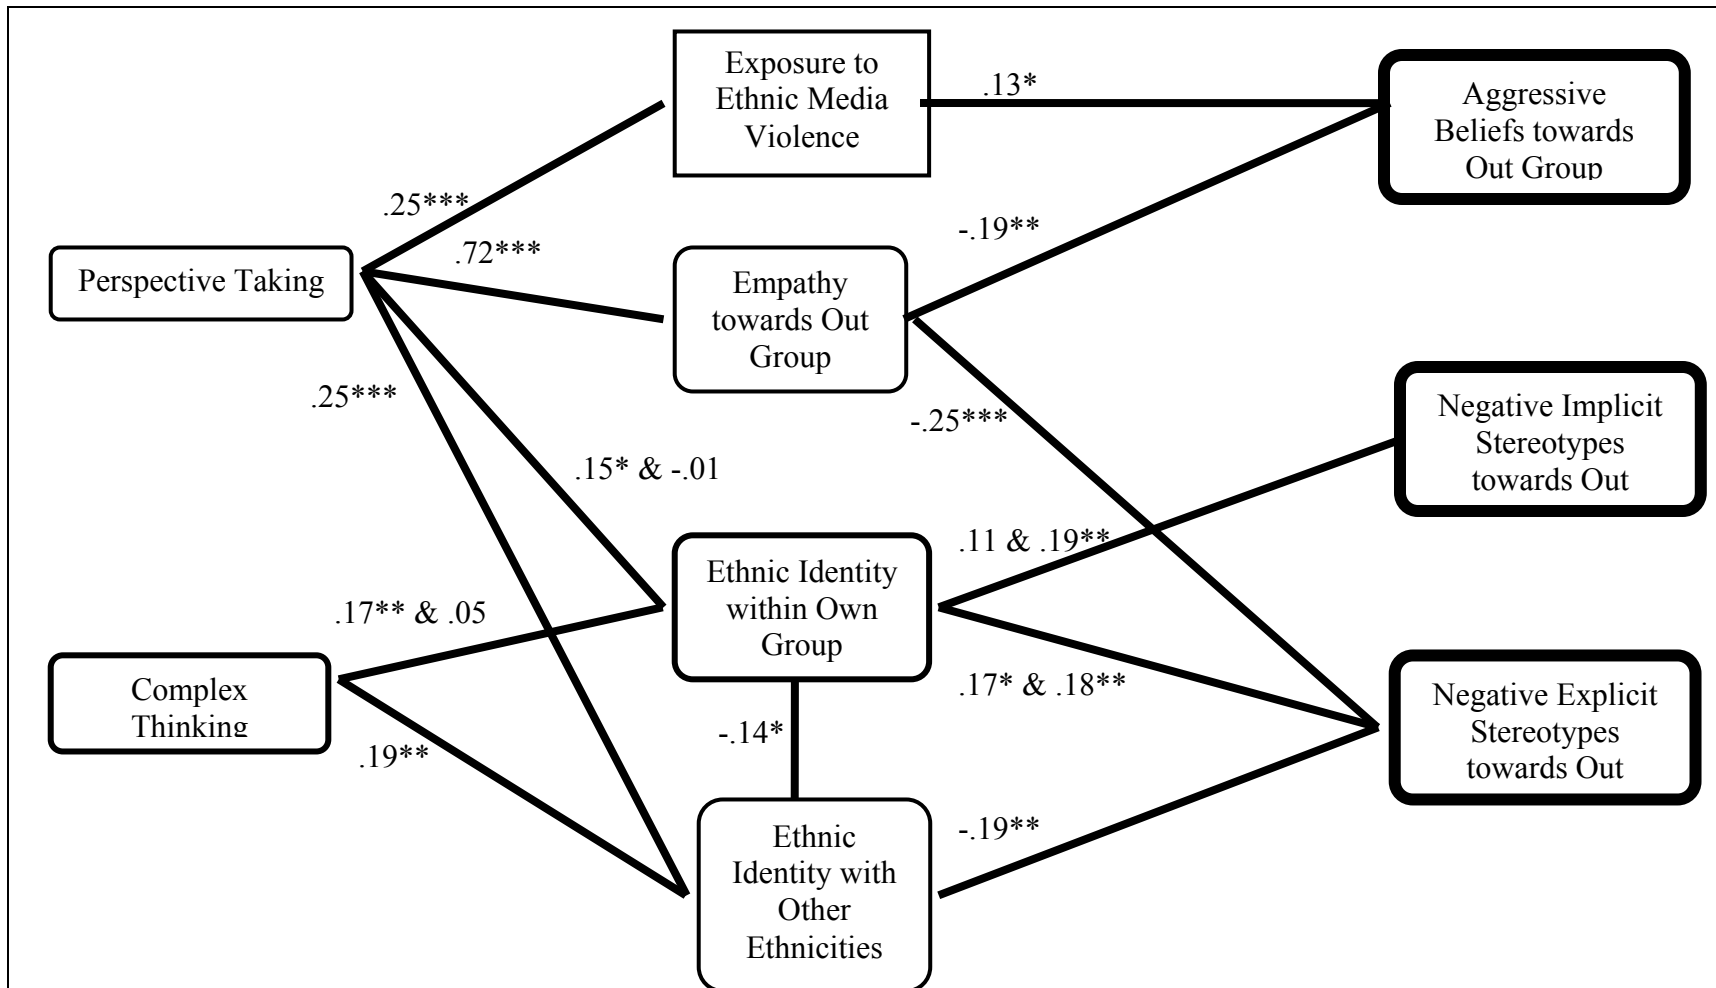 Exposure to
Ethnic Media
Violence
.13*
Aggressive
Beliefs towards
Out Group
.25***
.72***
-.19**
Perspective Taking
Empathy
towards Out
Group
.25***
-.25***
Negative Implicit
Stereotypes
towards Out
.15* & -.01
.11 & .19**
Ethnic Identity
within Own
Group
.17** & .05
Complex
Thinking
.17* & .18**
Negative Explicit
Stereotypes
towards Out
-.14*
.19**
-.19**
Ethnic
Identity with
Other
Ethnicities